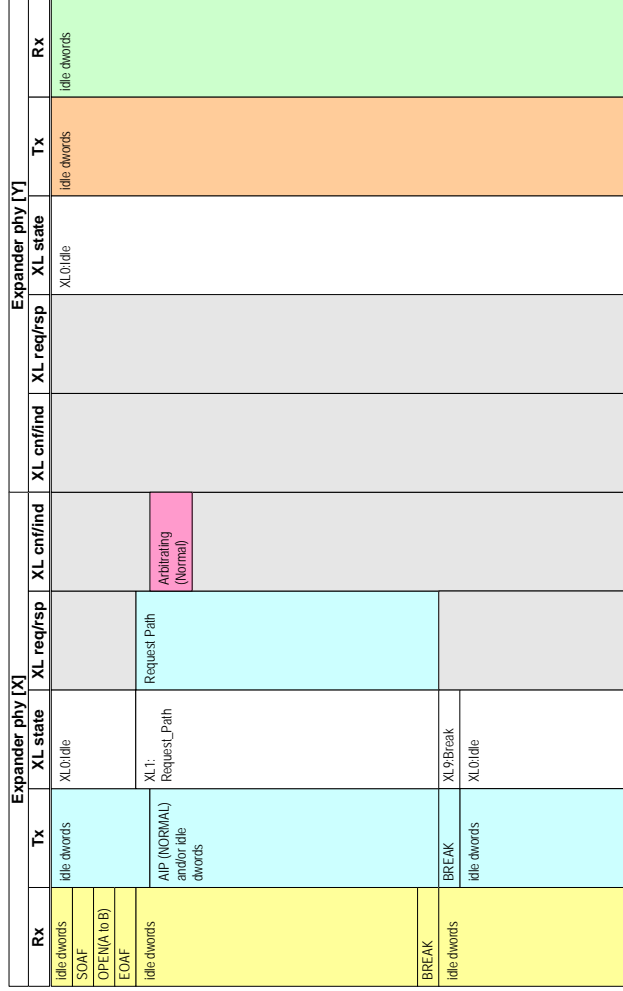 Expander phy [X]
Expander phy [Y]
Rx
Tx
XL state
XL req/rsp
XL cnf/ind
XL cnf/ind
XL req/rsp
XL state
Tx
Rx
idle dwords
SOAF
OPEN(A to B)
EOAF
idle dwords
BREAK
idle dwords
idle dwords
AIP (NORMAL)
and/or idle
dwords
BREAK
idle dwords
XL0:Idle
XL1:
Request_Path
XL9:Break
XL0:Idle
Request Path
Arbitrating
(Normal)
XL0:Idle
idle dwords
idle dwords